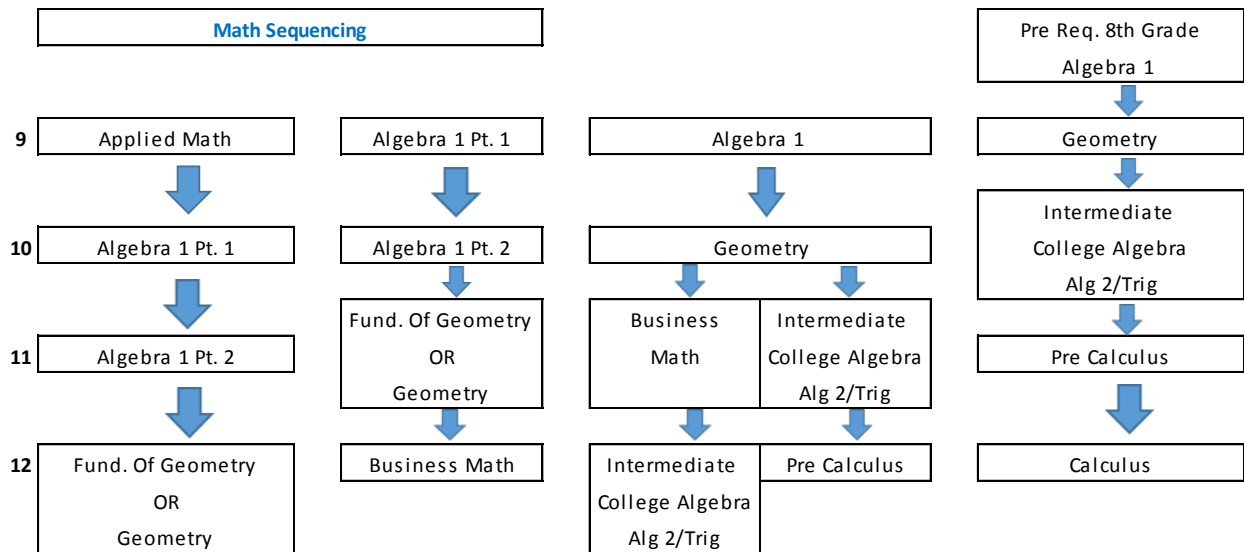 Math Sequencing
Pre Req. 8th Grade
Algebra 1
9
Applied Math
Algebra 1 Pt. 1
Algebra 1
Geometry
10
Algebra 1 Pt. 1
Algebra 1 Pt. 2
Geometry
Intermediate
College Algebra
Alg 2/Trig
11
Algebra 1 Pt. 2
Fund. Of Geometry
OR
Geometry
Business
Math
Intermediate
College Algebra
Alg 2/Trig
Pre Calculus
12
Fund. Of Geometry
OR
Geometry
Business Math
Intermediate
College Algebra
Alg 2/Trig
Pre Calculus
Calculus